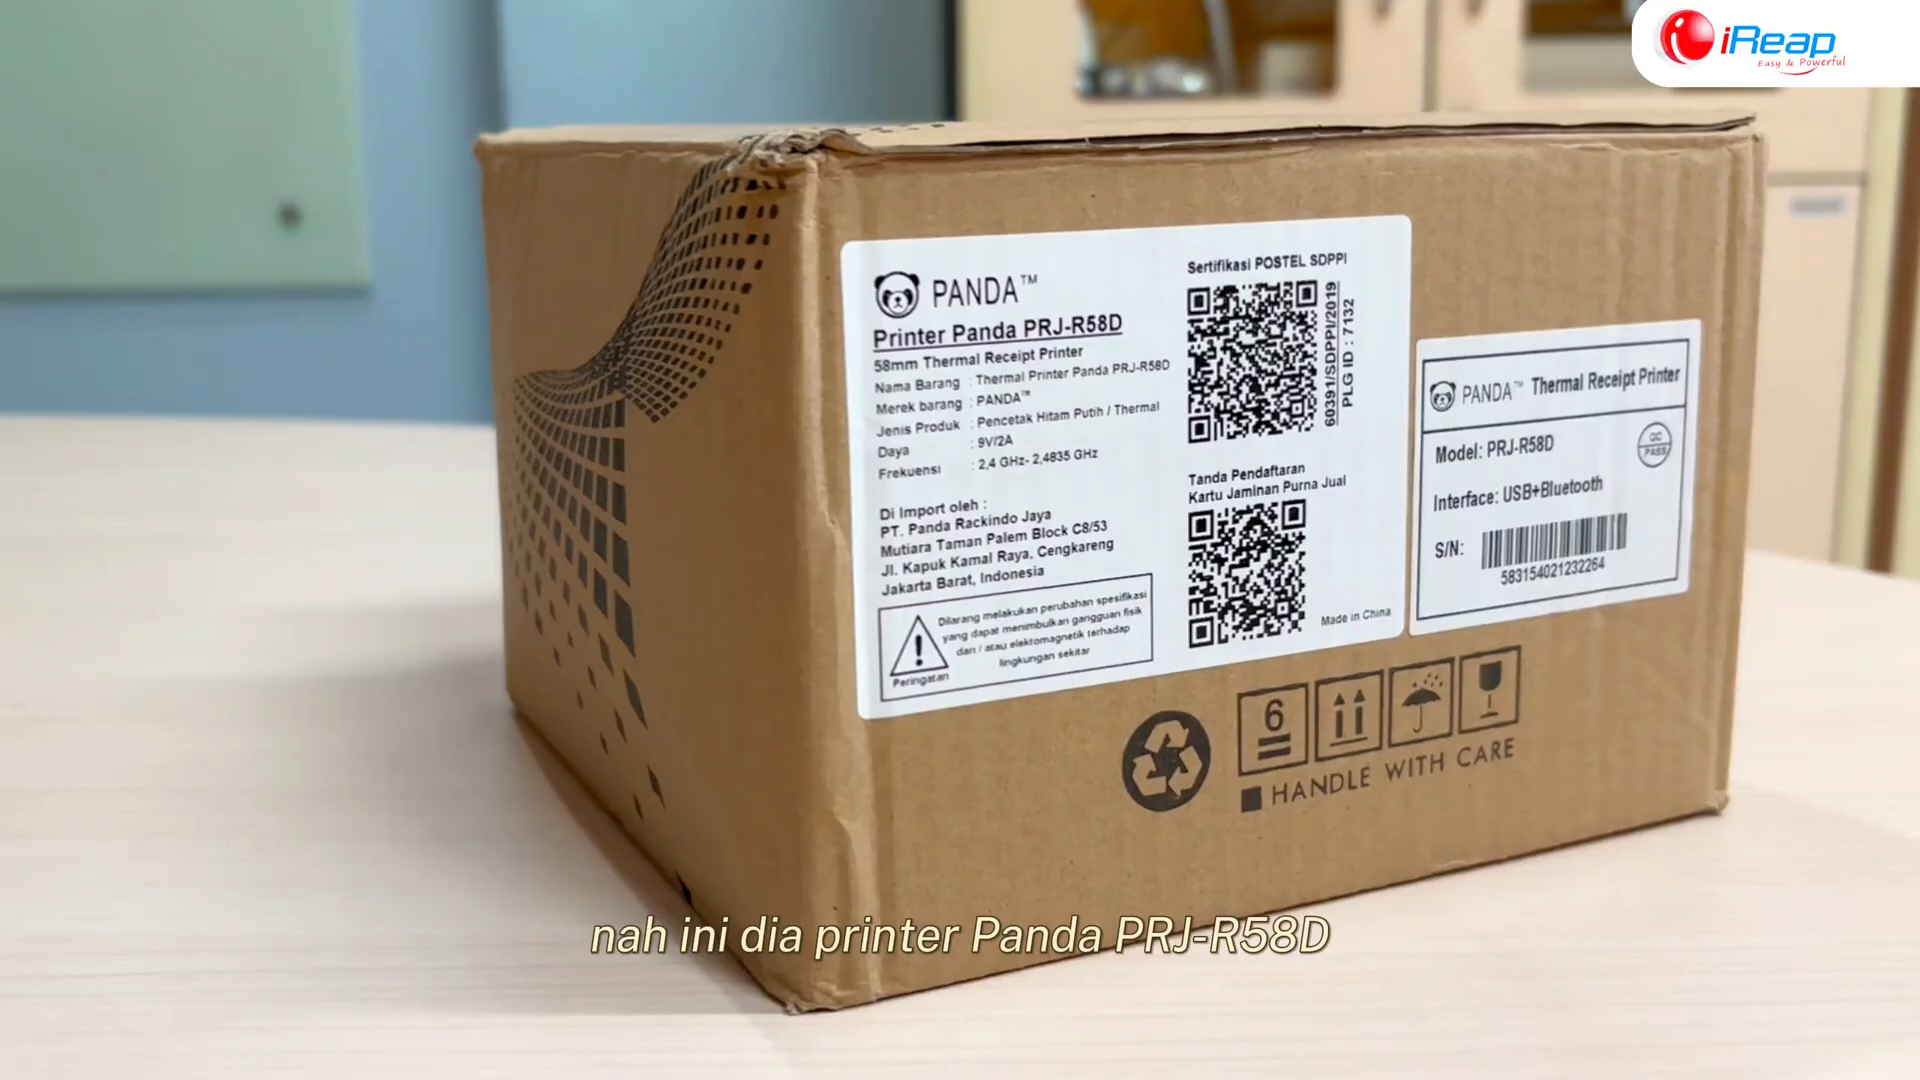 iReap
Easy & Powerful
PANDA™
Printer Panda PRJ-R58D
58mm Thermal Receipt Printer
Nama Barang : Thermal Printer Panda PRJ-R58D
Merek barang : PANDA™
Jenis Produk : Pencetak Hitam Putih / Thermal
Daya : 9V/2A
Frekuensi : 2,4 GHz- 2,4835 GHz
Di Import oleh :
PT. Panda Rackindo Jaya
Mutiara Taman Palem Block C8/53
Jl. Kapuk Kamal Raya, Cengkareng
Jakarta Barat, Indonesia
Dilarang melakukan perubahan spesifikasi
yang dapat menimbulkan gangguan fisik
dan / atau elektomagnetik terhadap
lingkungan sekitar
Peringatan
Sertifikasi POSTEL SDPPI
60391/SDPPI/2019
PLG ID : 7132
Tanda Pendaftaran
Kartu Jaminan Purna Jual
Made in China
PANDA™ Thermal Receipt Printer
Model: PRJ-R58D
QC
PASS
Interface: USB+Bluetooth
S/N:
583154021232264
6
HANDLE WITH CARE
nah ini dia printer Panda PRJ-R58D